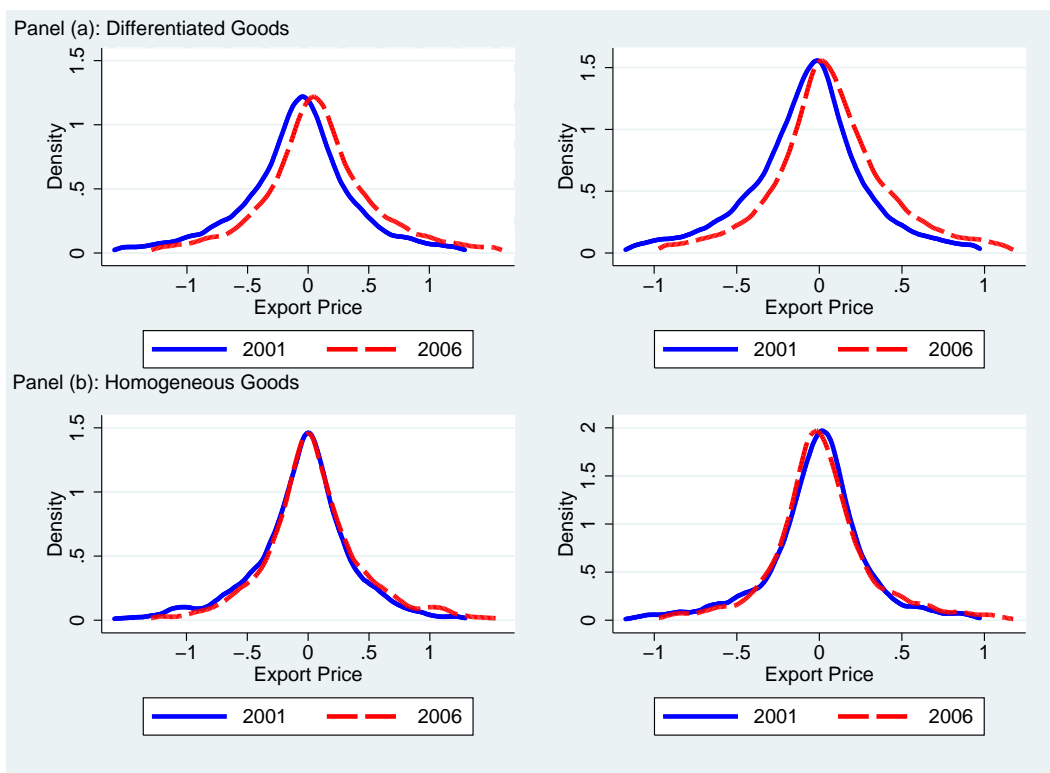 Panel (a): Differentiated Goods
1.5
1
.5
0
Density
−1 −.5 0 .5 1
Export Price
2001 2006
1.5
1
.5
0
Density
−1 −.5 0 .5 1
Export Price
2001 2006
Panel (b): Homogeneous Goods
1.5
1
.5
0
Density
−1 −.5 0 .5 1
Export Price
2001 2006
2
1.5
1
.5
0
Density
−1 −.5 0 .5 1
Export Price
2001 2006